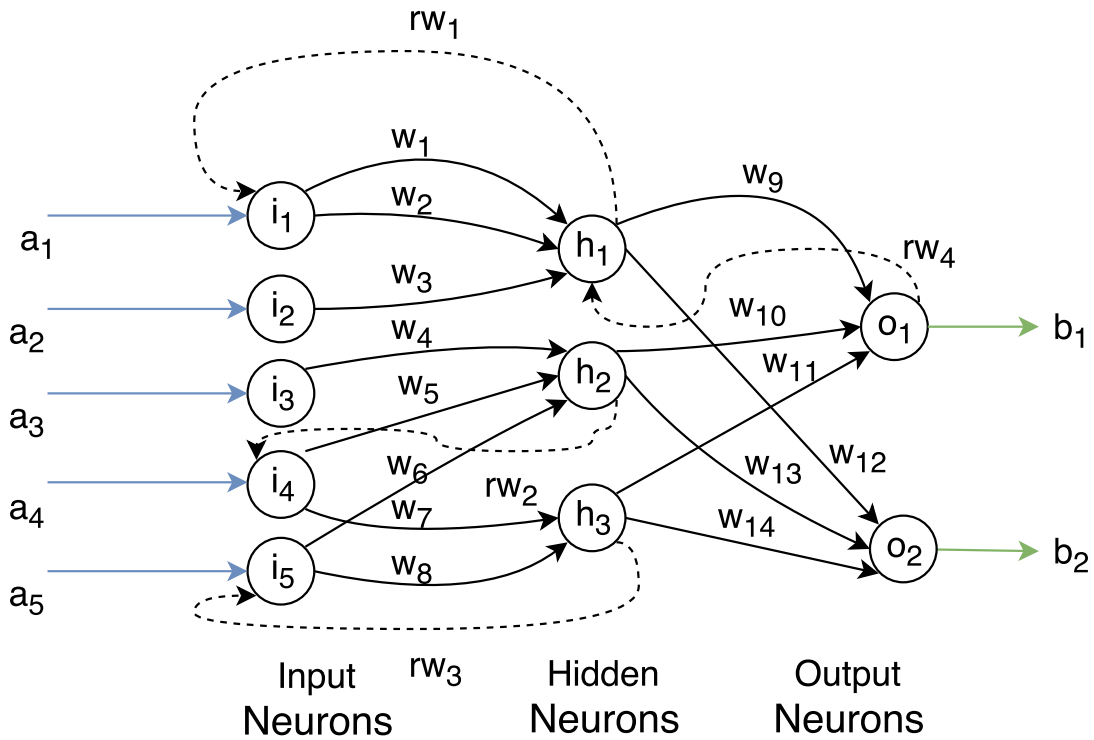 rw₁
w₁
w₉
w₂
i₁
a₁
h₁
rw₄
w₃
i₂
a₂
w₁₀
o₁
b₁
w₄
w₁₁
h₂
i₃
w₅
a₃
w₆
w₁₃
w₁₂
i₄
rw₂
a₄
w₇
h₃
w₁₄
o₂
b₂
i₅
w₈
a₅
rw₃
Input
Neurons
Hidden
Neurons
Output
Neurons